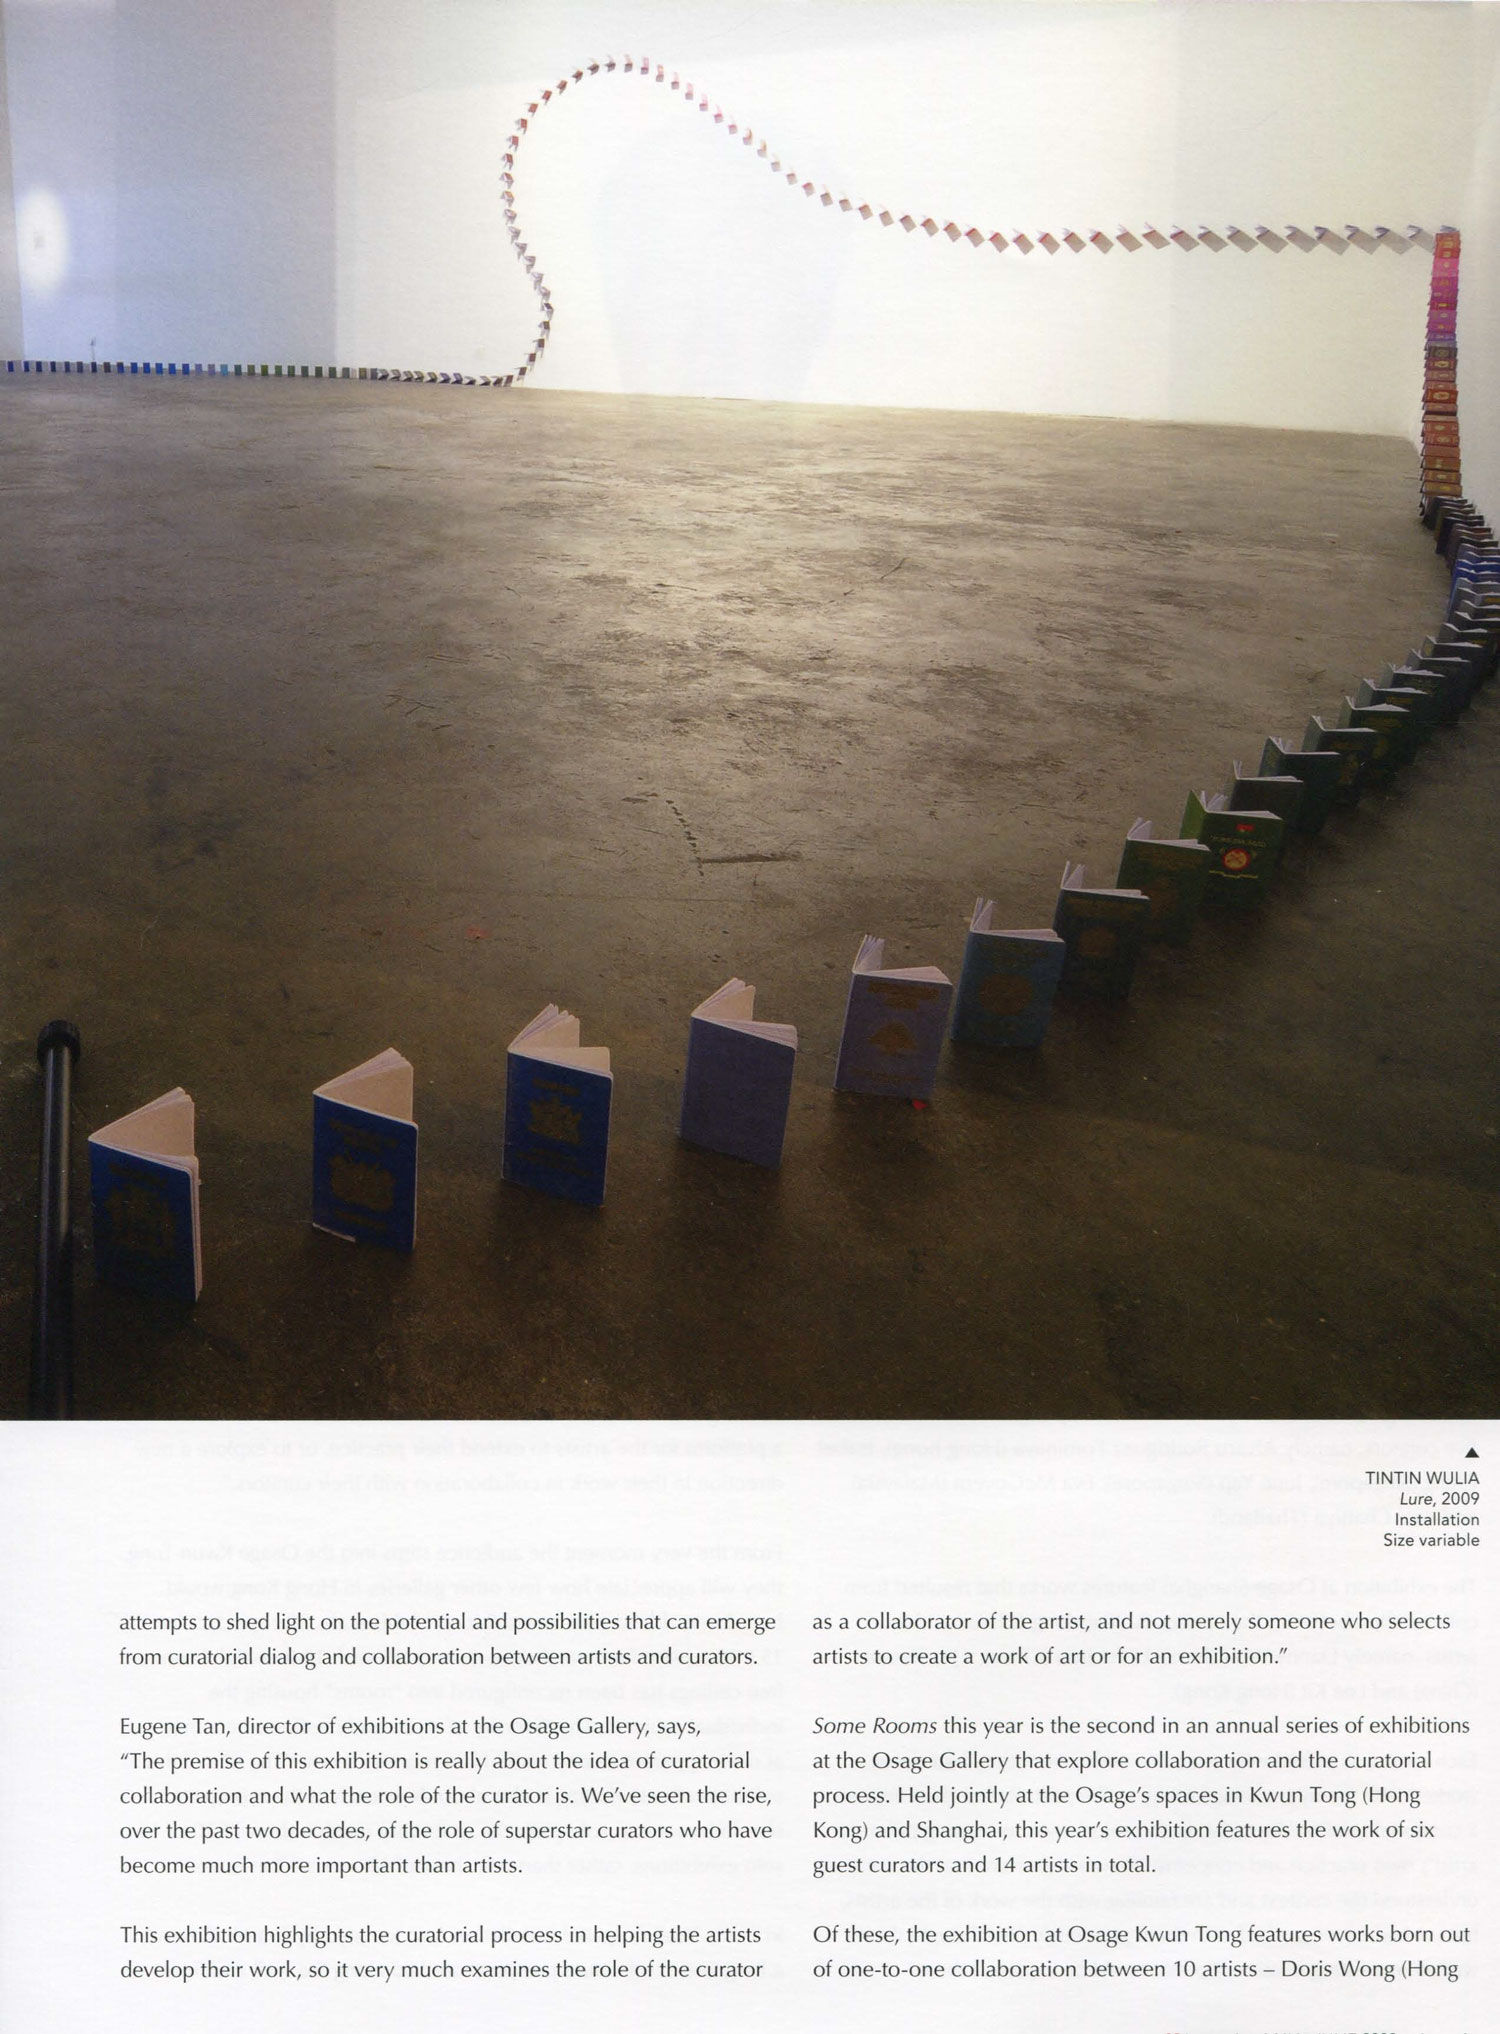 ▲
TINTIN WULIA
Lure, 2009
Installation
Size variable
attempts to shed light on the potential and possibilities that can emerge
from curatorial dialog and collaboration between artists and curators.
Eugene Tan, director of exhibitions at the Osage Gallery, says,
“The premise of this exhibition is really about the idea of curatorial
collaboration and what the role of the curator is. We’ve seen the rise,
over the past two decades, of the role of superstar curators who have
become much more important than artists.
This exhibition highlights the curatorial process in helping the artists
develop their work, so it very much examines the role of the curator
as a collaborator of the artist, and not merely someone who selects
artists to create a work of art or for an exhibition.”
Some Rooms this year is the second in an annual series of exhibitions
at the Osage Gallery that explore collaboration and the curatorial
process. Held jointly at the Osage’s spaces in Kwun Tong (Hong
Kong) and Shanghai, this year’s exhibition features the work of six
guest curators and 14 artists in total.
Of these, the exhibition at Osage Kwun Tong features works born out
of one-to-one collaboration between 10 artists – Doris Wong (Hong